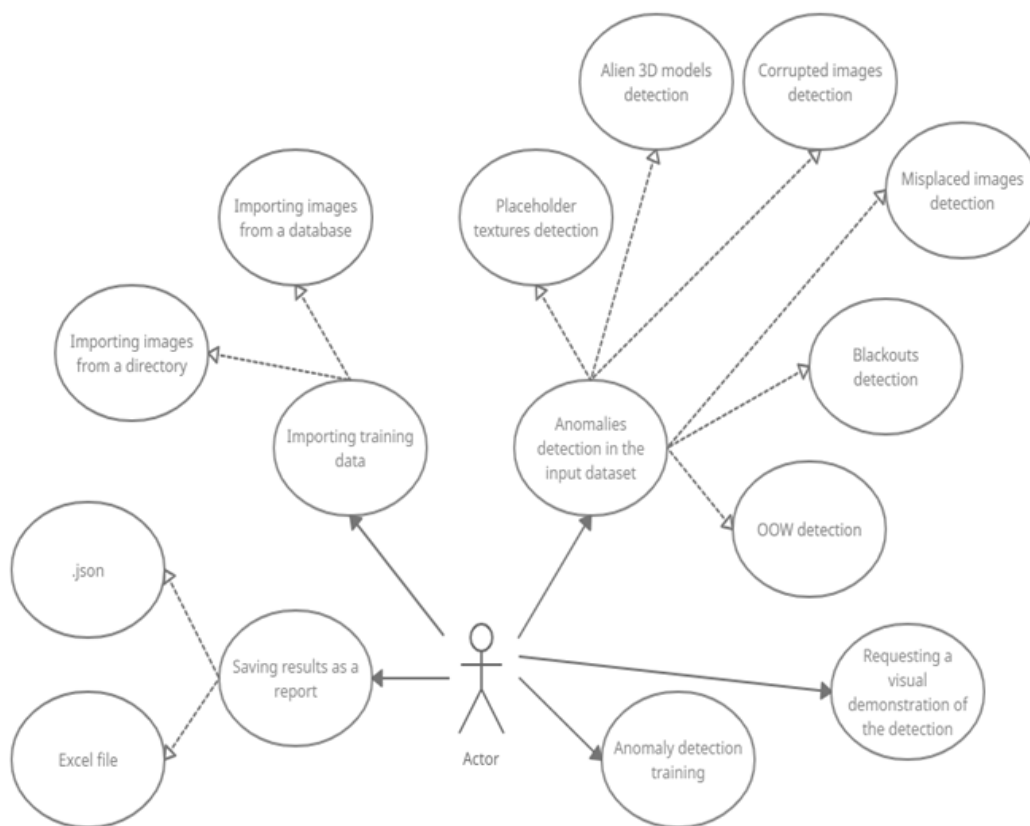 Alien 3D models
detection
Corrupted images
detection
Misplaced images
detection
Importing images
from a database
Placeholder
textures detection
Importing images
from a directory
Blackouts
detection
Importing training
data
Anomalies
detection in the
input dataset
OOW detection
.json
Saving results as a
report
Requesting a
visual
demonstration of
the detection
Excel file
Actor
Anomaly detection
training